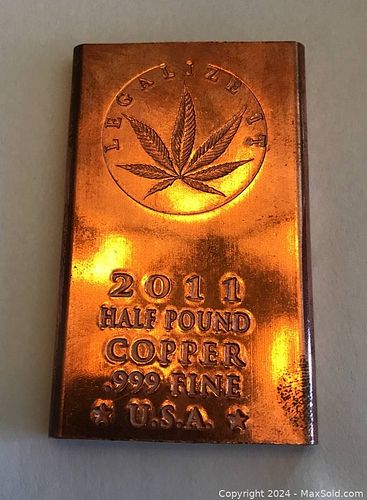 LEGALIZE IT
2011
HALF POUND
COPPER
.999 FINE
★ U.S.A. ★
Copyright © 2024 - MaxSold.com